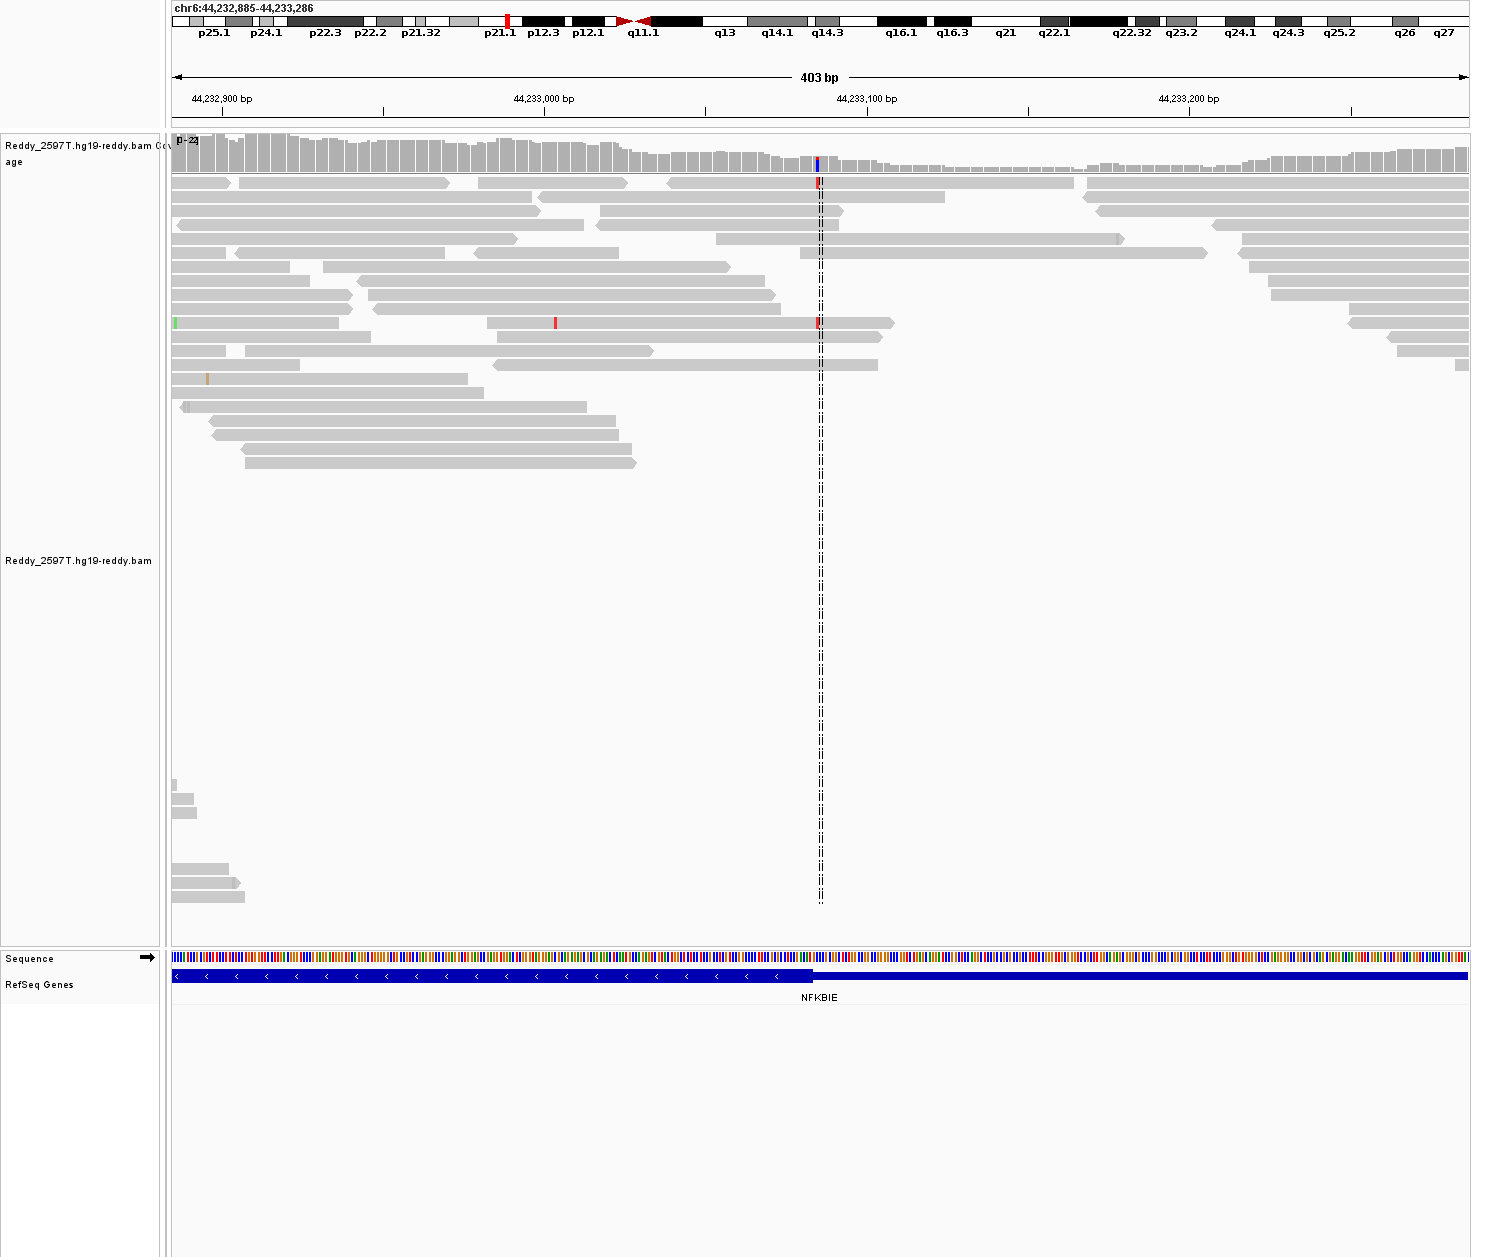 chr6:44,232,885-44,233,286
p25.1 p24.1 p22.3 p22.2 p21.32 p21.1 p12.3 p12.1 q11.1 q13 q14.1 q14.3 q16.1 q16.3 q21 q22.1 q22.32 q23.2 q24.1 q24.3 q25.2 q26 q27
403 bp
44,232,900 bp 44,233,000 bp 44,233,100 bp 44,233,200 bp
Reddy_2597T.hg19-reddy.bam Cov
age
[0-22]
Reddy_2597T.hg19-reddy.bam
Sequence
RefSeq Genes
NFKBIE